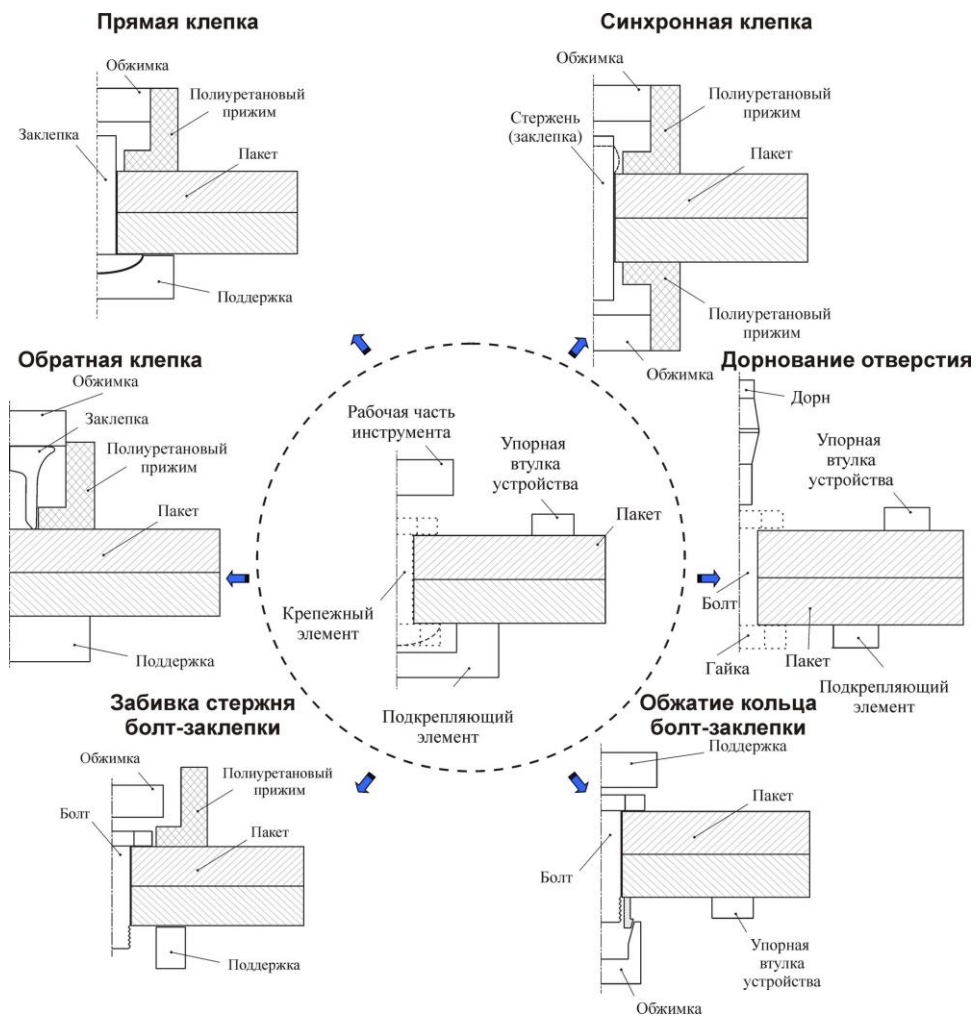 Прямая клепка
Обжимка
Полиуретановый
прижим
Заклепка
Пакет
Поддержка
Синхронная клепка
Обжимка
Полиуретановый
прижим
Стержень
(заклепка)
Пакет
Полиуретановый
прижим
Обжимка
Обратная клепка
Обжимка
Заклепка
Полиуретановый
прижим
Пакет
Поддержка
Рабочая часть
инструмента
Упорная
втулка
устройства
Пакет
Крепежный
элемент
Подкрепляющий
элемент
Дорнование отверстия
Дорн
Упорная
втулка
устройства
Болт
Гайка
Пакет
Подкрепляющий
элемент
Забивка стержня
болт-заклепки
Обжимка
Полиуретановый
прижим
Болт
Пакет
Поддержка
Обжатие кольца
болт-заклепки
Поддержка
Пакет
Болт
Упорная
втулка
устройства
Обжимка